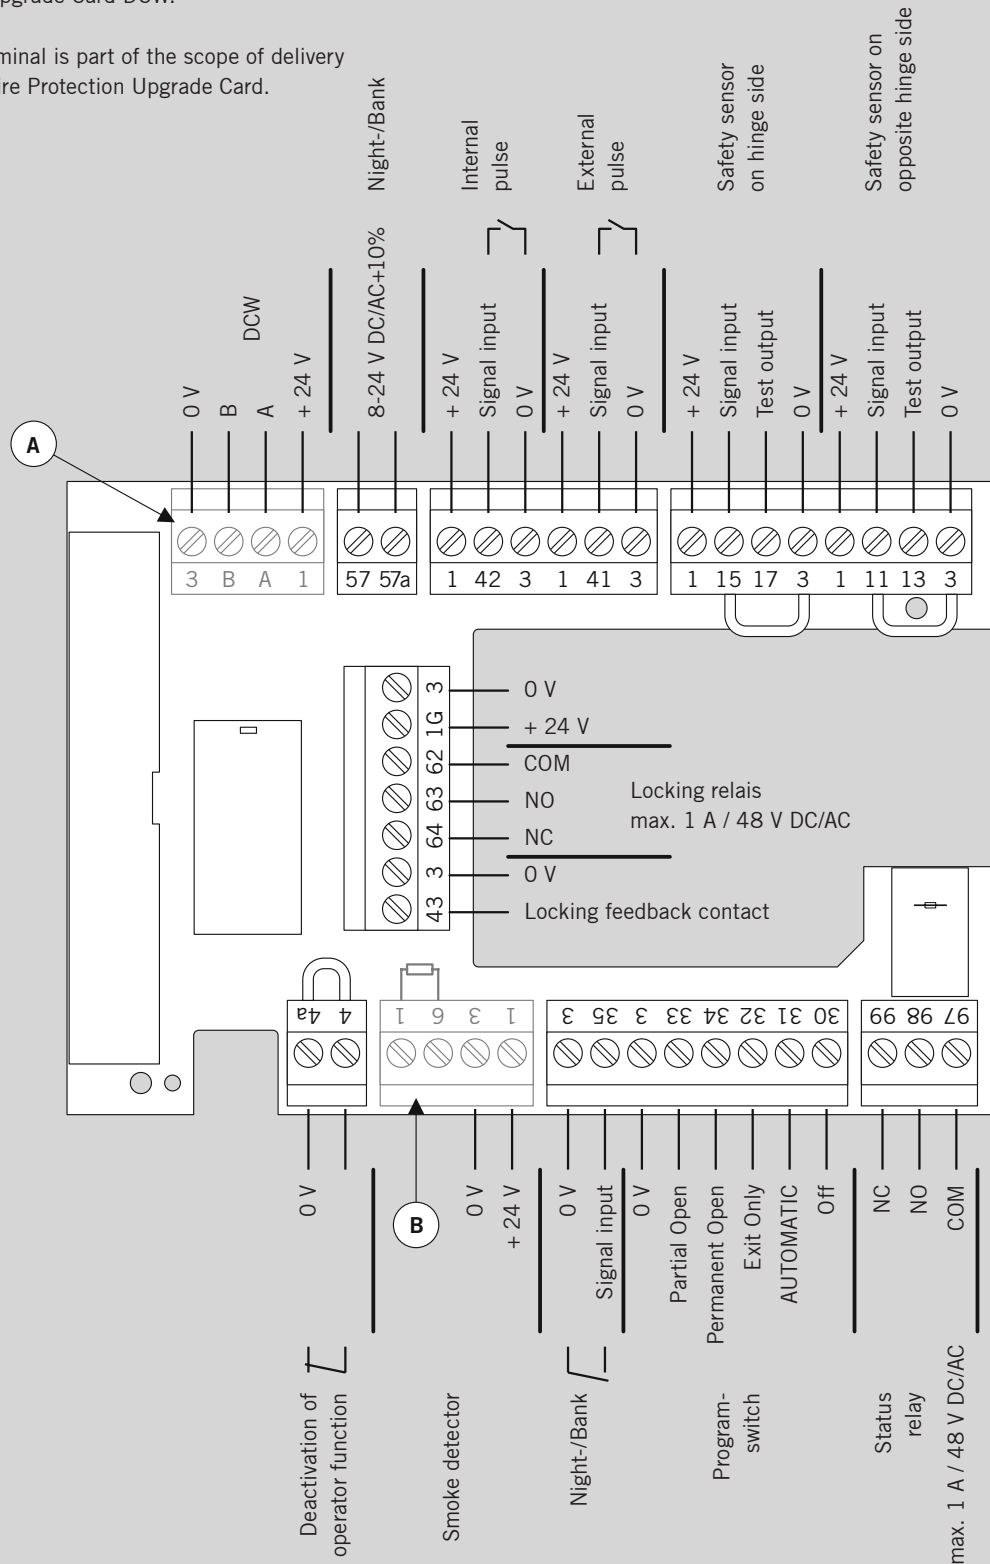 minal is part of the scope of delivery
ire Protection Upgrade Card.
Night-/Bank
Internal
pulse
External
pulse
Safety sensor
on hinge side
Safety sensor on
opposite hinge side
DCW
8-24 V DC/AC+10%
0 V
B
A
+ 24 V
+ 24 V
Signal input
0 V
+ 24 V
Signal input
0 V
+ 24 V
Signal input
Test output
0 V
+ 24 V
Signal input
Test output
0 V
A
3 B A 1
57 57a
1 42 3 1 41 3
1 15 17 3 1 11 13 3
3 0 V
1G + 24 V
62 COM
63 NO
64 NC
3 0 V
43 Locking feedback contact
Locking relais
max. 1 A / 48 V DC/AC
4a 4
1 6 3 1
3 35 3 33 34 32 31 30
99 98 97
0 V
B
0 V
+ 24 V
0 V
Signal input
0 V
Partial Open
Permanent Open
Exit Only
AUTOMATIC
Off
NC
NO
COM
Deactivation of
operator function
Smoke detector
Night-/Bank
Program-
switch
Status
relay
max. 1 A / 48 V DC/AC